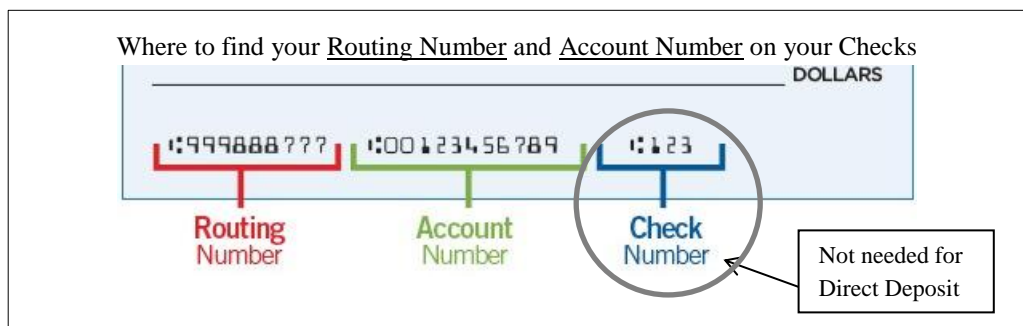 Where to find your Routing Number and Account Number on your Checks
DOLLARS
⑆999888777 ⑆00123456789 ⑆123
Routing Number
Account Number
Check Number
Not needed for
Direct Deposit